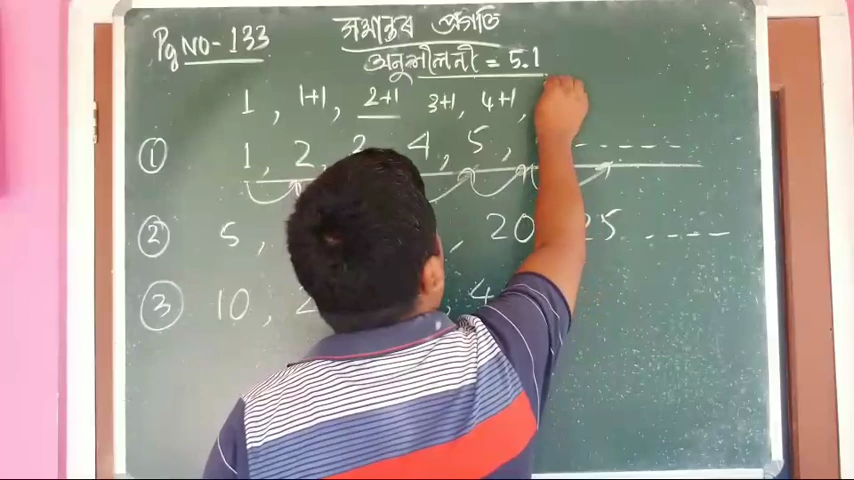 Pg NO- 133 সমান্তৰ প্ৰগতি
অনুশীলনী = 5.1
1, 1+1, 2+1 3+1, 4+1,
① 1, 2, 4, 5, - - - - - -
② 5, , 20 25 . - - - -
③ 10, 4